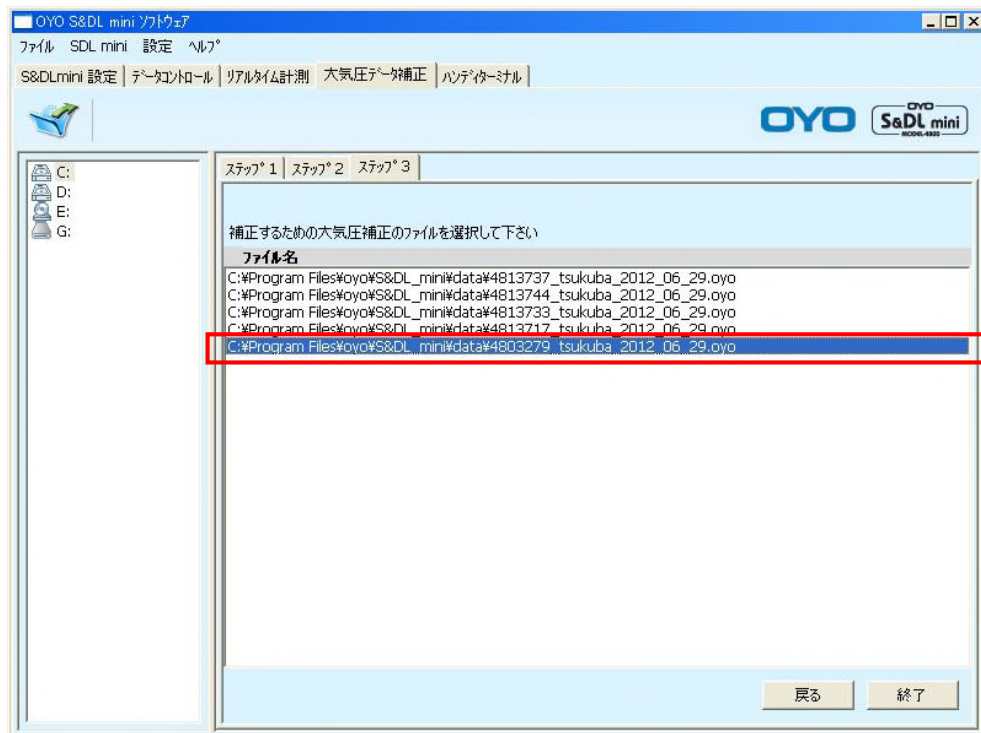 OYO S&DL mini ソフトウェア
ファイル SDL mini 設定 ヘルプ
S&DLmini 設定 データコントロール リアルタイム計測 大気圧データ補正 ハンディターミナル
OYO OYO S&DL mini MODEL-4800
C:
D:
E:
G:
ステップ1 ステップ2 ステップ3
補正するための大気圧補正のファイルを選択して下さい
ファイル名
C:¥Program Files¥oyo¥S&DL_mini¥data¥4813737_tsukuba_2012_06_29.oyo
C:¥Program Files¥oyo¥S&DL_mini¥data¥4813744_tsukuba_2012_06_29.oyo
C:¥Program Files¥oyo¥S&DL_mini¥data¥4813733_tsukuba_2012_06_29.oyo
C:¥Program Files¥oyo¥S&DL_mini¥data¥4813717_tsukuba_2012_06_29.oyo
C:¥Program Files¥oyo¥S&DL_mini¥data¥4803279_tsukuba_2012_06_29.oyo
戻る 終了